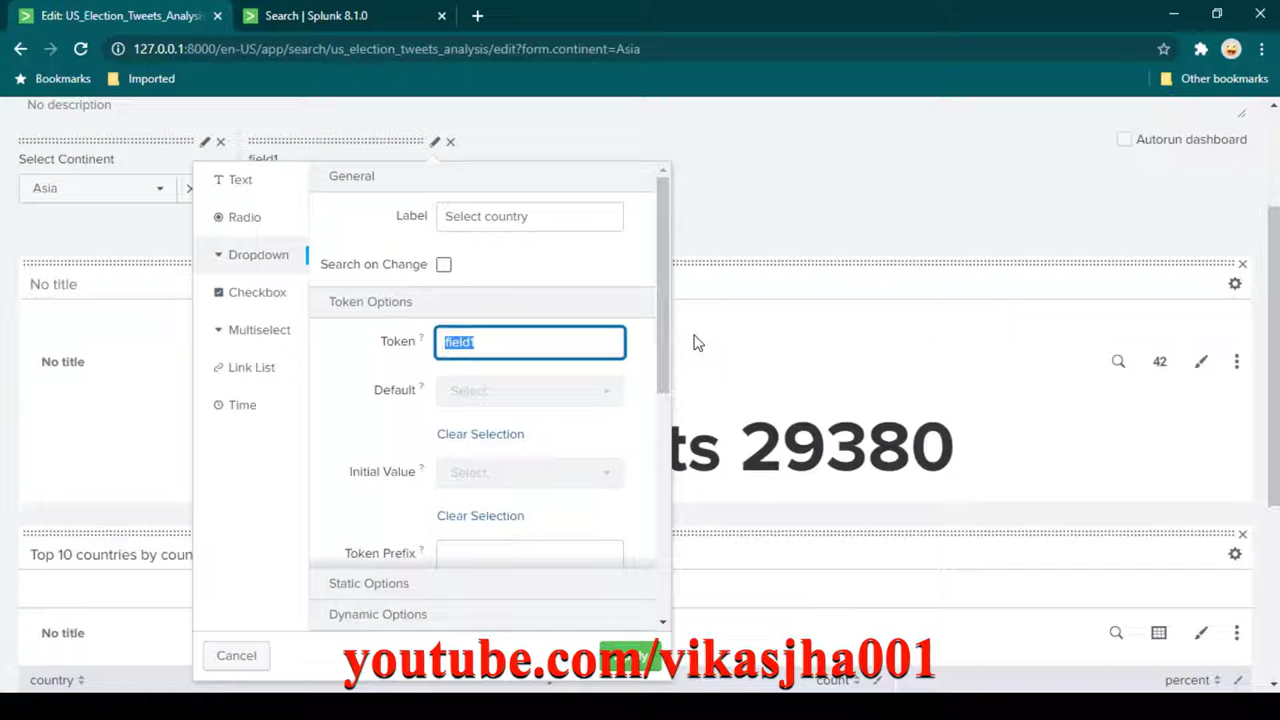 Edit: US_Election_Tweets_Analysis
Search | Splunk 8.1.0
127.0.0.1:8000/en-US/app/search/us_election_tweets_analysis/edit?form.continent=Asia
Bookmarks
Imported
Other bookmarks
No description
Select Continent
field1
Autorun dashboard
Asia
Text
Radio
Dropdown
Checkbox
Multiselect
Link List
Time
General
Label
Select country
Search on Change
Token Options
Token ?
field1
Default ?
Select...
Clear Selection
Initial Value ?
Select...
Clear Selection
Token Prefix ?
Static Options
Dynamic Options
Cancel
No title
No title
42
ts 29380
Top 10 countries by coun
No title
country
count
percent
youtube.com/vikasjha001